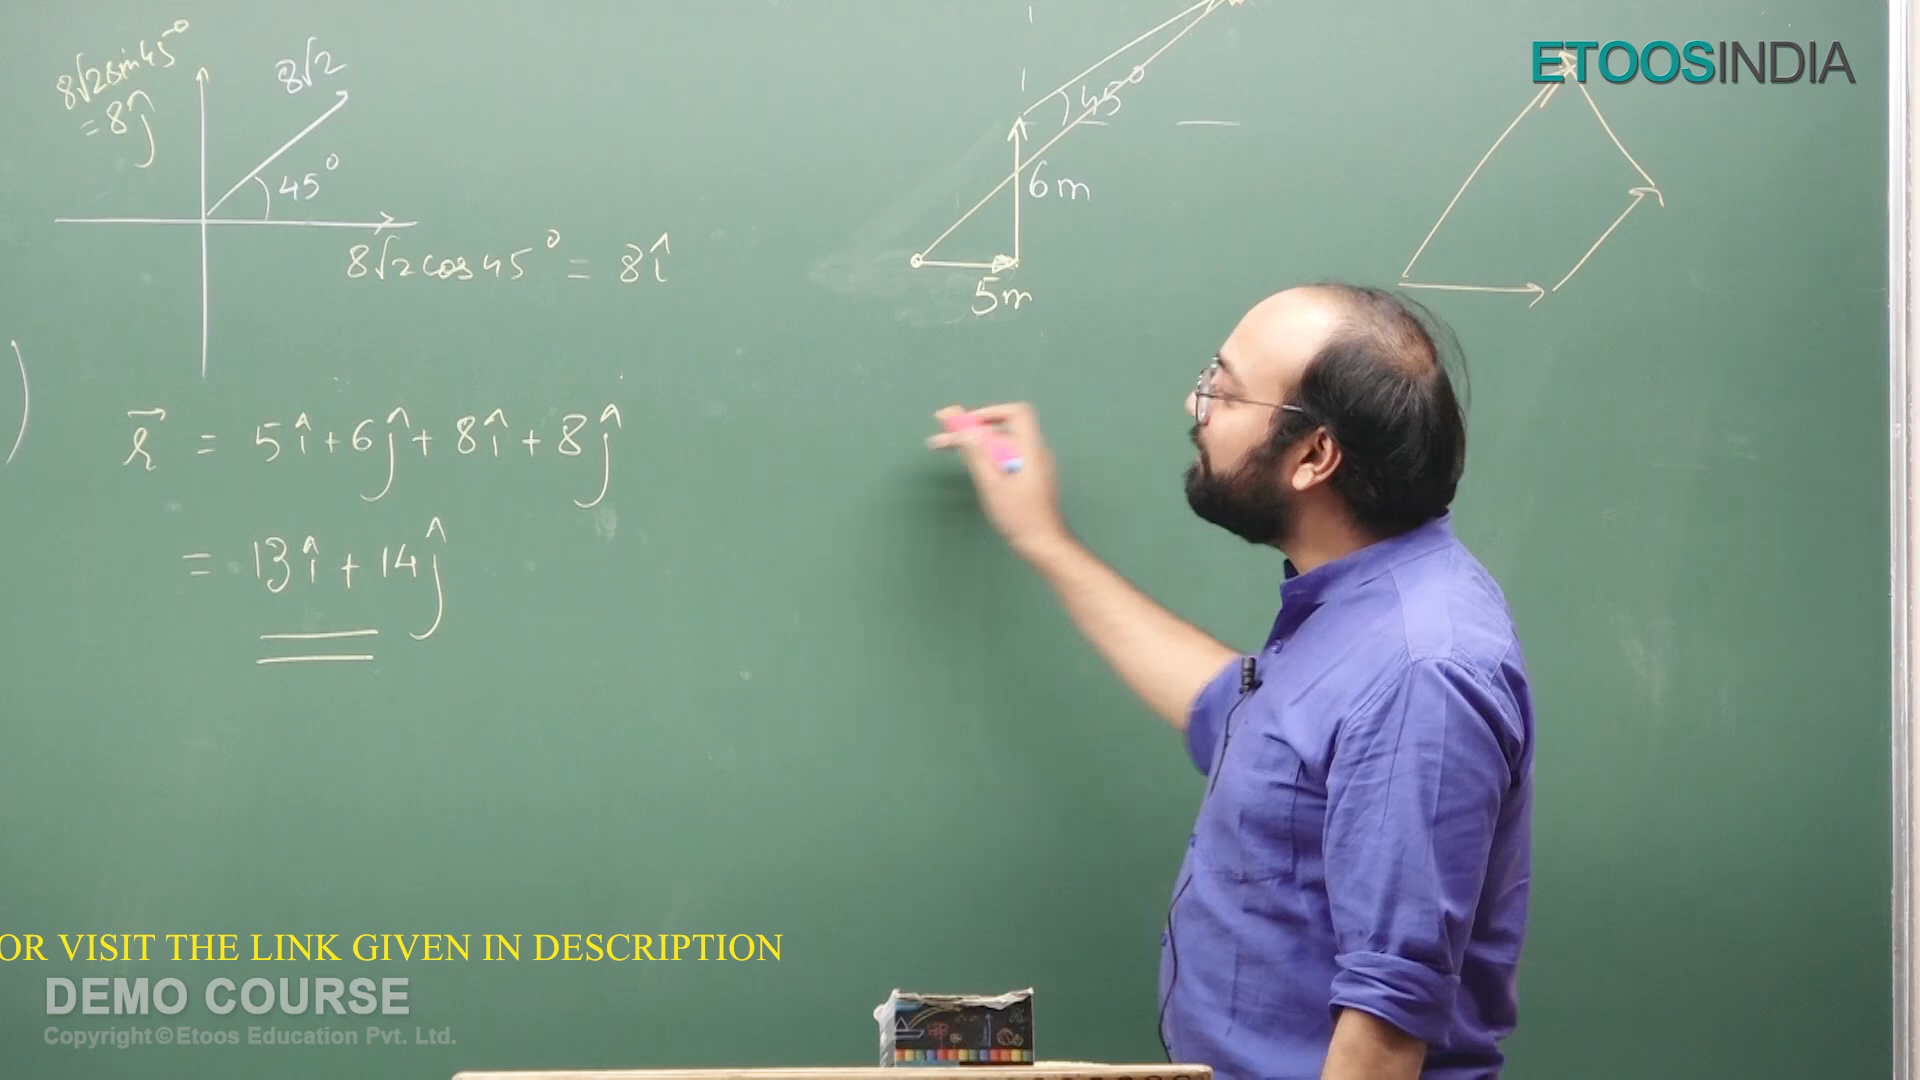 8√2 sin45°
= 8ĵ
8√2
45°
8√2 cos45° = 8î
r⃗ = 5î + 6ĵ + 8î + 8ĵ
= 13î + 14ĵ
45°
6m
5m
ETOOSINDIA
OR VISIT THE LINK GIVEN IN DESCRIPTION
DEMO COURSE
Copyright © Etoos Education Pvt. Ltd.